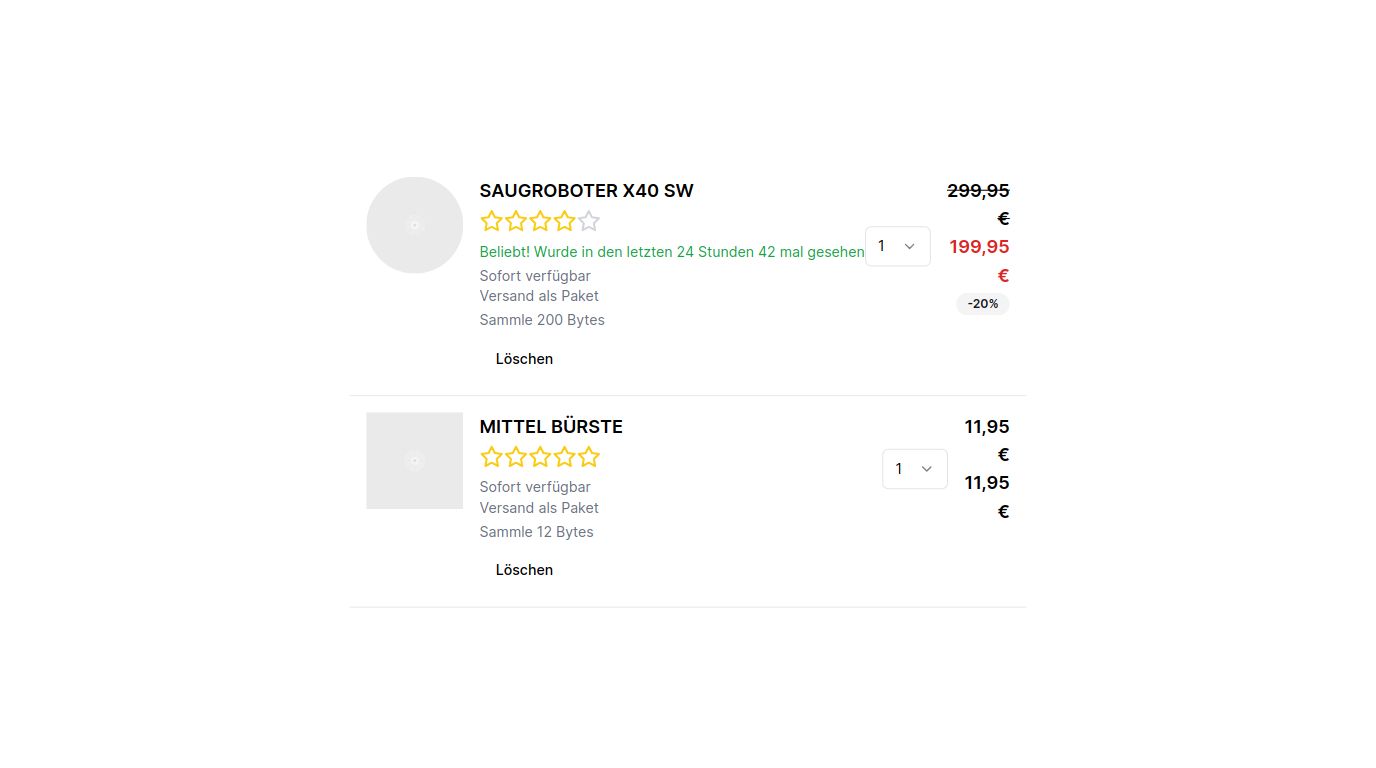 SAUGROBOTER X40 SW
Beliebt! Wurde in den letzten 24 Stunden 42 mal gesehen
Sofort verfügbar
Versand als Paket
Sammle 200 Bytes
Löschen
1
299,95
€
199,95
€
-20%
MITTEL BÜRSTE
Sofort verfügbar
Versand als Paket
Sammle 12 Bytes
Löschen
1
11,95
€
11,95
€